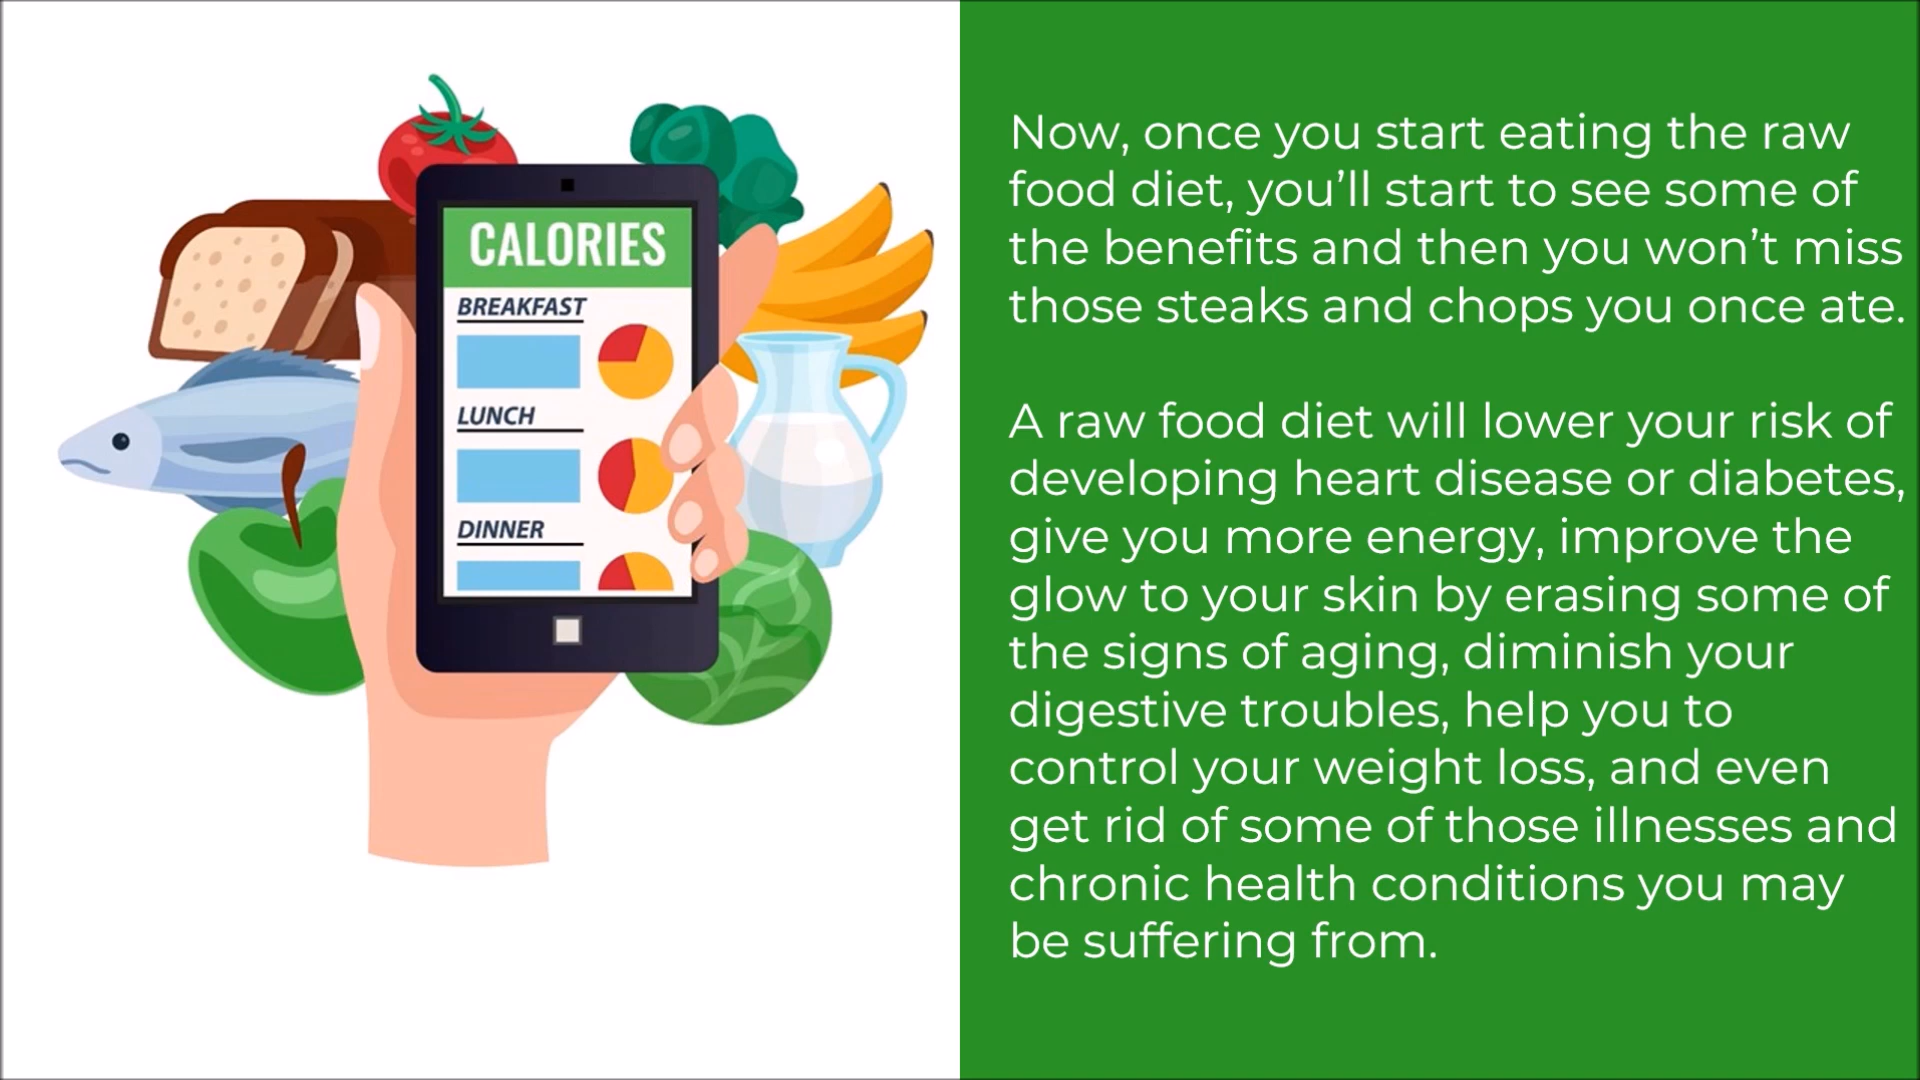 CALORIES
BREAKFAST
LUNCH
DINNER
Now, once you start eating the raw
food diet, you’ll start to see some of
the benefits and then you won’t miss
those steaks and chops you once ate.
A raw food diet will lower your risk of
developing heart disease or diabetes,
give you more energy, improve the
glow to your skin by erasing some of
the signs of aging, diminish your
digestive troubles, help you to
control your weight loss, and even
get rid of some of those illnesses and
chronic health conditions you may
be suffering from.